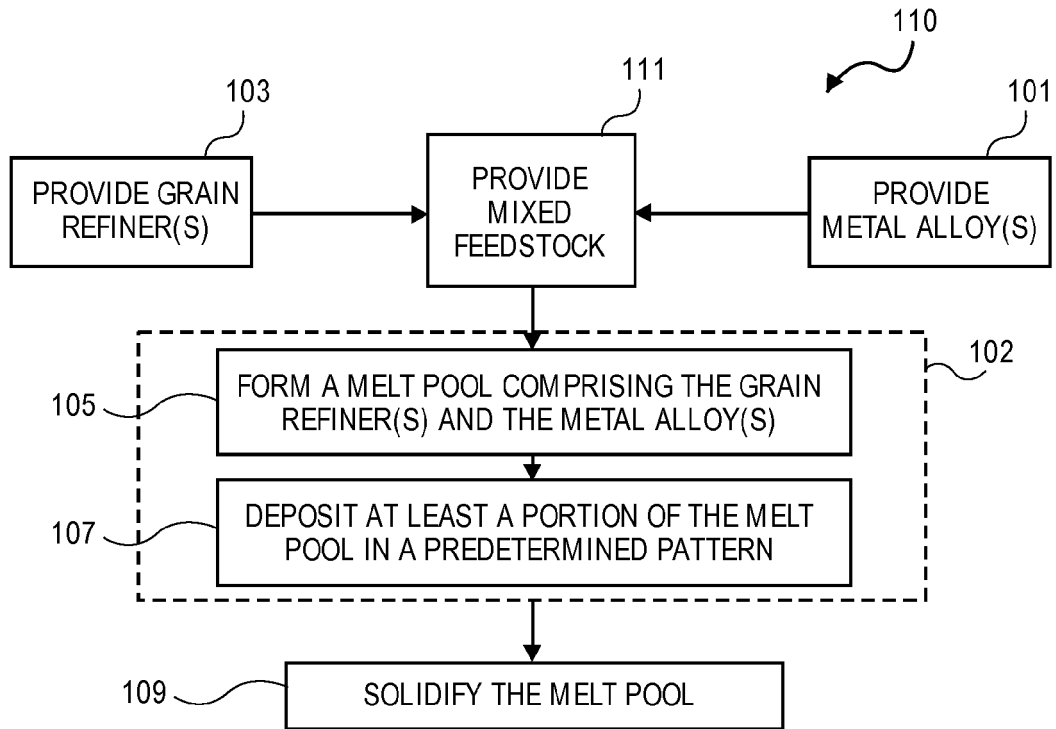 110
103
111
101
PROVIDE GRAIN
REFINER(S)
PROVIDE
MIXED
FEEDSTOCK
PROVIDE
METAL ALLOY(S)
102
105
FORM A MELT POOL COMPRISING THE GRAIN
REFINER(S) AND THE METAL ALLOY(S)
107
DEPOSIT AT LEAST A PORTION OF THE MELT
POOL IN A PREDETERMINED PATTERN
109
SOLIDIFY THE MELT POOL